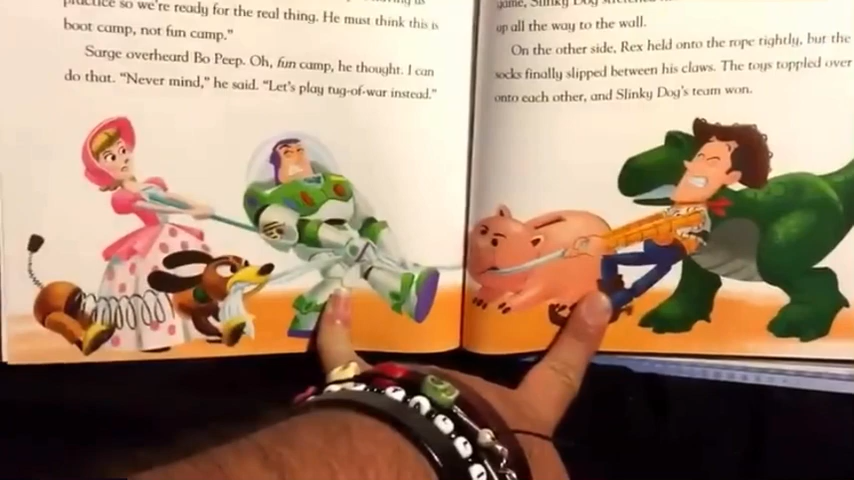 practice so we're ready for the real thing. He must think this is
boot camp, not fun camp."
Sarge overheard Bo Peep. Oh, fun camp, he thought. I can
do that. "Never mind," he said. "Let's play tug-of-war instead."
game, Slinky Dog stretched
up all the way to the wall.
On the other side, Rex held onto the rope tightly, but the
socks finally slipped between his claws. The toys toppled over
onto each other, and Slinky Dog's team won.